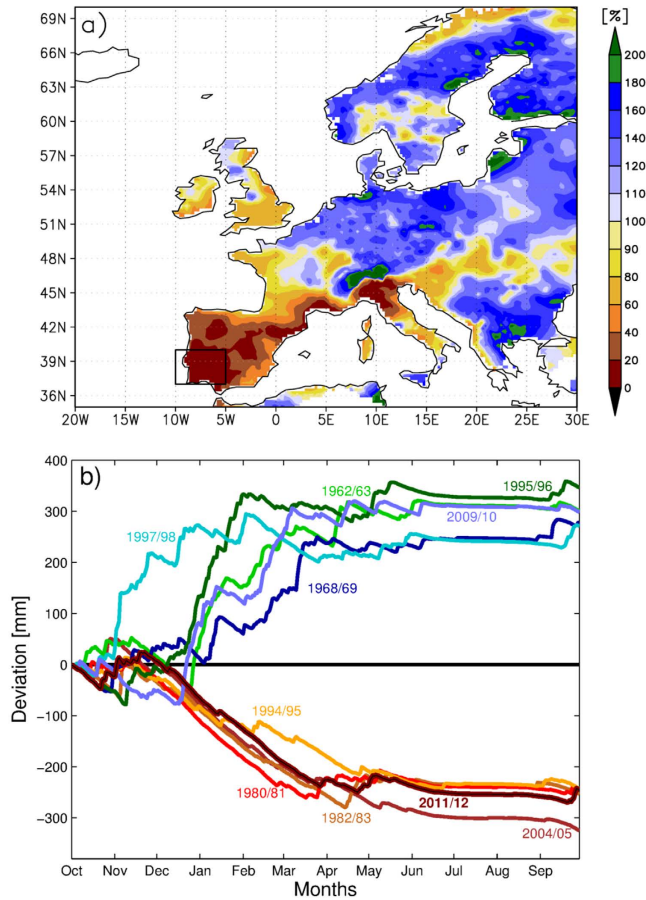 [%]
a)
69N
66N
63N
60N
57N
54N
51N
48N
45N
42N
39N
36N
20W 15W 10W 5W 0 5E 10E 15E 20E 25E 30E
200
180
160
140
120
100
90
80
60
40
20
0
b)
400
300
200
100
0
−100
−200
−300
Deviation [mm]
1995/96
1962/63
2009/10
1997/98
1968/69
1994/95
1980/81
2011/12
1982/83
2004/05
Oct Nov Dec Jan Feb Mar Apr May Jun Jul Aug Sep
Months